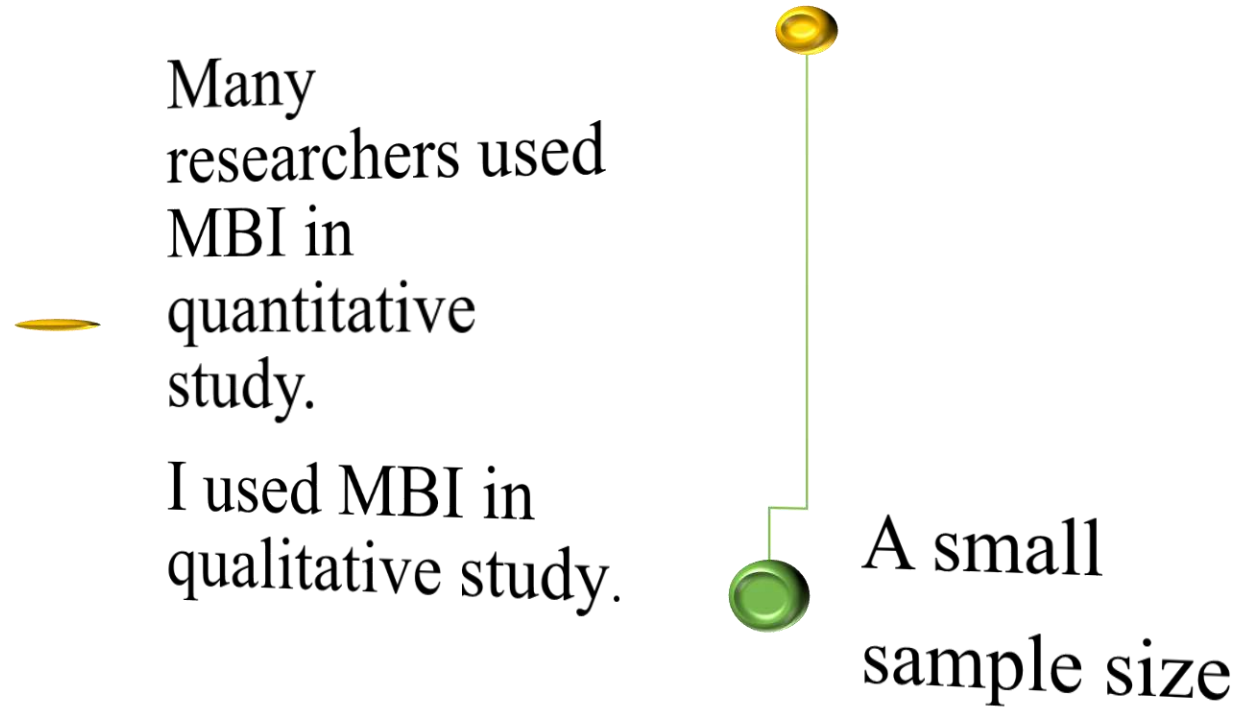 Many
researchers used
MBI in
quantitative
study.
I used MBI in
qualitative study.
A small
sample size